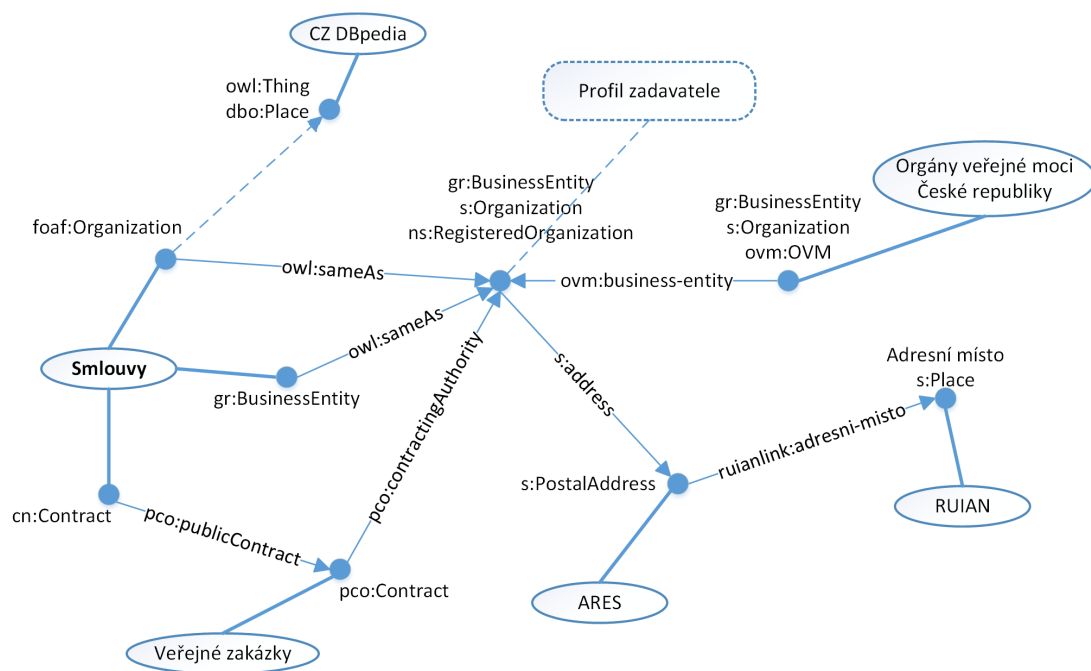 CZ DBpedia
owl:Thing
dbo:Place
Profil zadavatele
Orgány veřejné moci
České republiky
gr:BusinessEntity
s:Organization
ns:RegisteredOrganization
gr:BusinessEntity
s:Organization
ovm:OVM
foaf:Organization
owl:sameAs
ovm:business-entity
owl:sameAs
Smlouvy
gr:BusinessEntity
pco:contractingAuthority
s:address
Adresní místo
s:Place
ruianlink:adresni-misto
s:PostalAddress
cn:Contract
pco:publicContract
RUIAN
pco:Contract
ARES
Veřejné zakázky